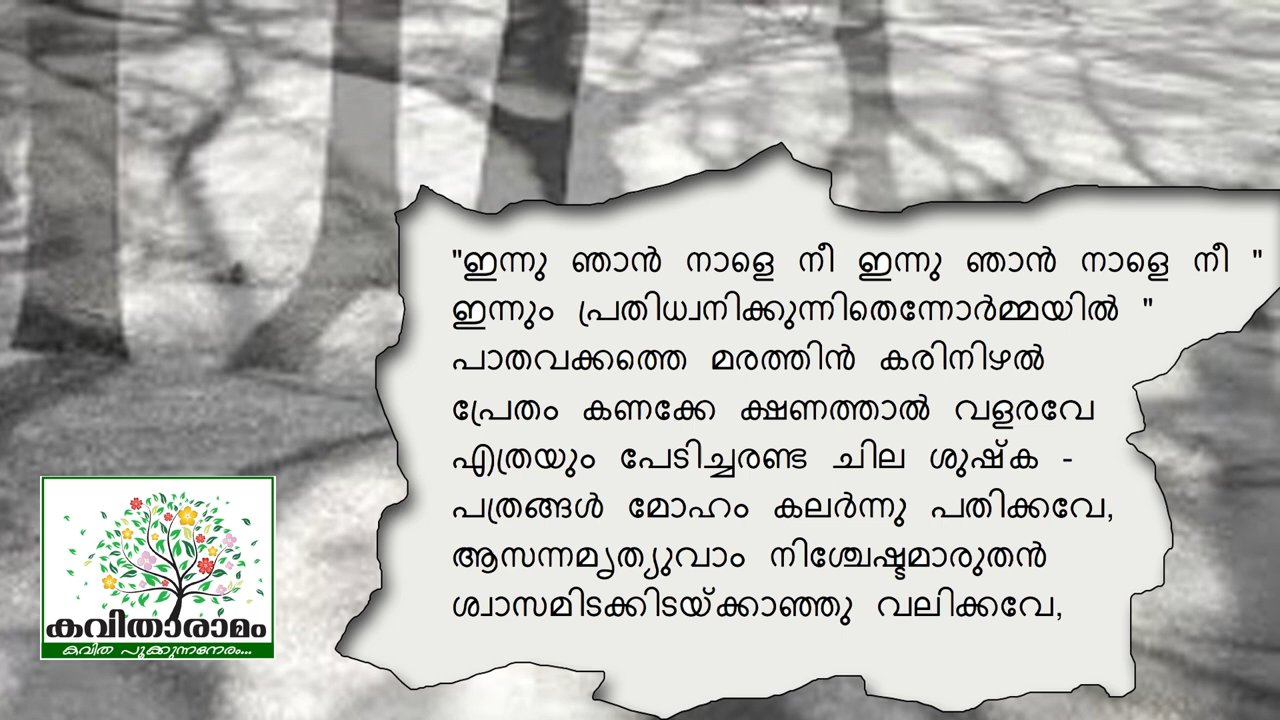 "ഇന്നു ഞാൻ നാളെ നീ ഇന്നു ഞാൻ നാളെ നീ "
ഇന്നും പ്രതിധ്വനിക്കുന്നിതെന്നോർമ്മയിൽ "
പാതവക്കത്തെ മരത്തിൻ കരിനിഴൽ
പ്രേതം കണക്കേ ക്ഷണത്താൽ വളരവേ
എത്രയും പേടിച്ചരണ്ട ചില ശുഷ്ക -
പത്രങ്ങൾ മോഹം കലർന്നു പതിക്കവേ,
ആസന്നമൃത്യുവാം നിശ്ചേഷ്ടമാരുതൻ
ശ്വാസമിടക്കിടയ്ക്കാഞ്ഞു വലിക്കവേ,
കവിതാരാമം
കവിത പൂക്കുന്നനേരം...